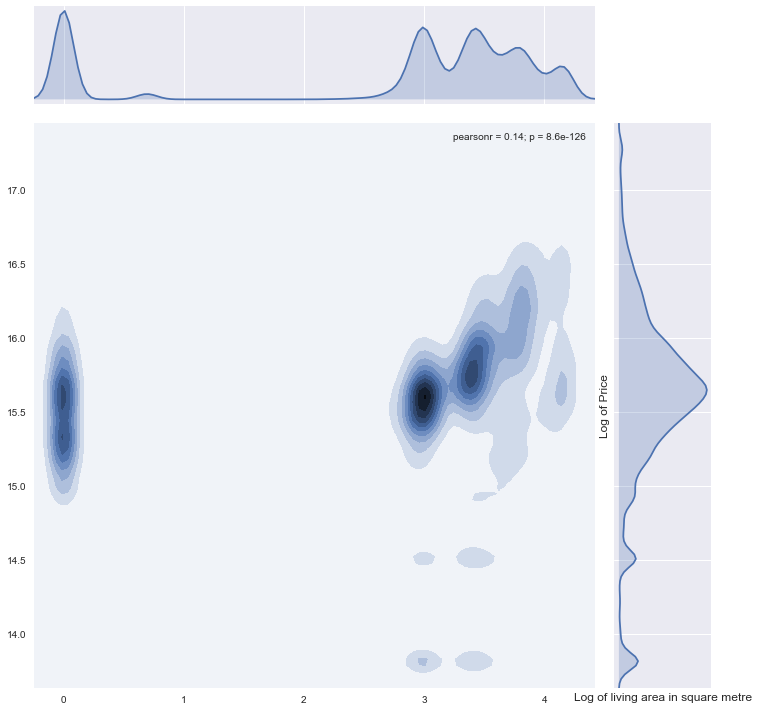 pearsonr = 0.14; p = 8.6e-126
17.0
16.5
16.0
15.5
15.0
14.5
14.0
Log of Price
0 1 2 3 4
Log of living area in square metre